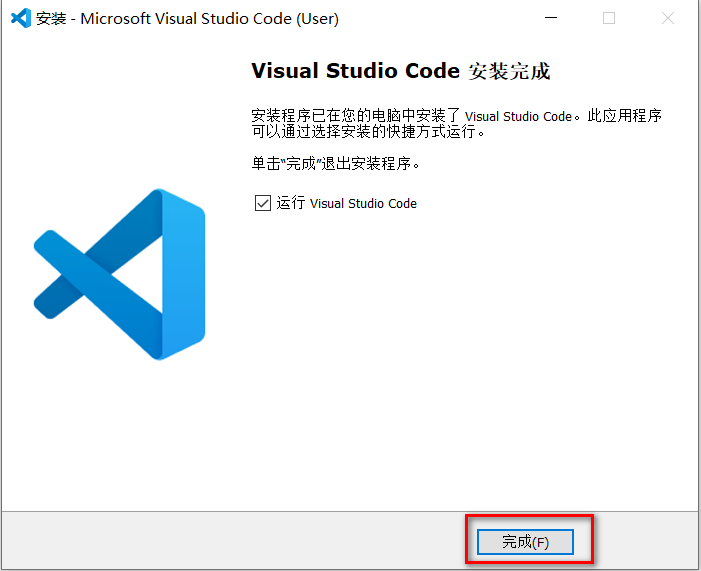 安装 - Microsoft Visual Studio Code (User)
Visual Studio Code 安装完成
安装程序已在您的电脑中安装了 Visual Studio Code。此应用程序
可以通过选择安装的快捷方式运行。
单击“完成”退出安装程序。
运行 Visual Studio Code
完成(F)